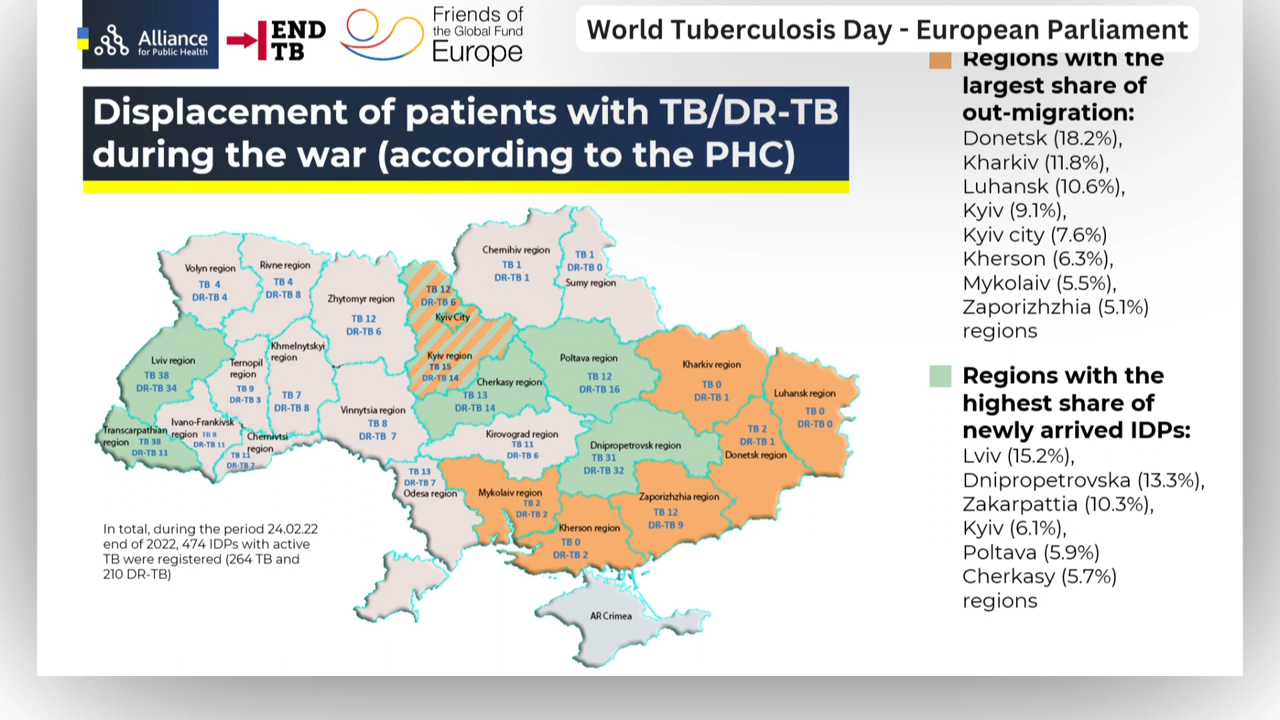 Alliance
for Public Health
END
TB
Friends of
the Global Fund
Europe
World Tuberculosis Day - European Parliament
Displacement of patients with TB/DR-TB
during the war (according to the PHC)
Regions with the
largest share of
out-migration:
Donetsk (18.2%),
Kharkiv (11.8%),
Luhansk (10.6%),
Kyiv (9.1%),
Kyiv city (7.6%)
Kherson (6.3%),
Mykolaiv (5.5%),
Zaporizhzhia (5.1%)
regions
Regions with the
highest share of
newly arrived IDPs:
Lviv (15.2%),
Dnipropetrovska (13.3%),
Zakarpattia (10.3%),
Kyiv (6.1%),
Poltava (5.9%)
Cherkasy (5.7%)
regions
Volyn region
TB 4
DR-TB 4
Rivne region
TB 4
DR-TB 8
Zhytomyr region
TB 12
DR-TB 6
TB 12
DR-TB 6
Kyiv City
Kyiv region
TB 15
DR-TB 14
Chernihiv region
TB 1
DR-TB 1
TB 1
DR-TB 0
Sumy region
Lviv region
TB 38
DR-TB 34
Ternopil
region
TB 9
DR-TB 3
Khmelnytskyi
region
TB 7
DR-TB 8
Vinnytsia region
TB 8
DR-TB 7
Cherkasy region
TB 13
DR-TB 14
Poltava region
TB 12
DR-TB 16
Kharkiv region
TB 0
DR-TB 1
Luhansk region
TB 0
DR-TB 0
Transcarpathian
region TB 38
DR-TB 11
Ivano-Frankivsk
region TB 8
DR-TB 11
Chernivtsi
region
TB 11
DR-TB 7
Kirovograd region
TB 11
DR-TB 6
Dnipropetrovsk region
TB 31
DR-TB 32
TB 2
DR-TB 1
Donetsk region
TB 13
DR-TB 7
Odesa region
Mykolaiv region
TB 2
DR-TB 2
Zaporizhzhia region
TB 12
DR-TB 9
Kherson region
TB 0
DR-TB 2
AR Crimea
In total, during the period 24.02.22
end of 2022, 474 IDPs with active
TB were registered (264 TB and
210 DR-TB)